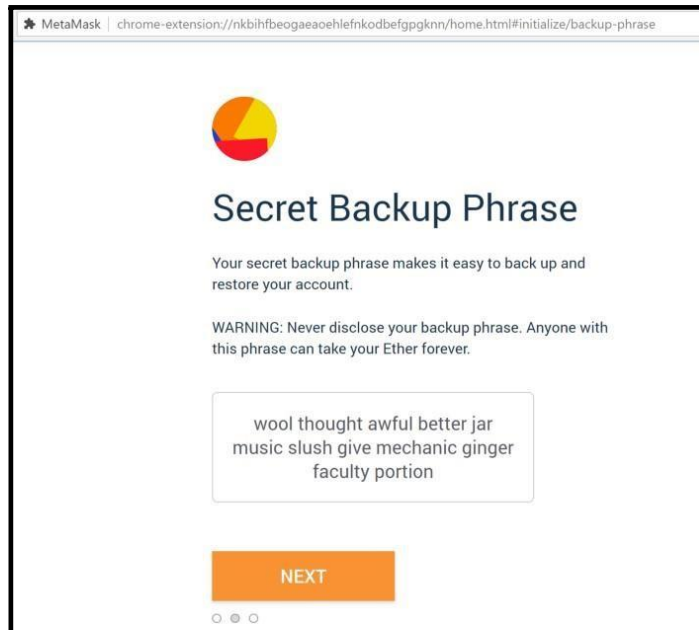 MetaMask | chrome-extension://nkbihfbeogaeaoehlefnkodbefgpgknn/home.html#initialize/backup-phrase
Secret Backup Phrase
Your secret backup phrase makes it easy to back up and
restore your account.
WARNING: Never disclose your backup phrase. Anyone with
this phrase can take your Ether forever.
wool thought awful better jar
music slush give mechanic ginger
faculty portion
NEXT